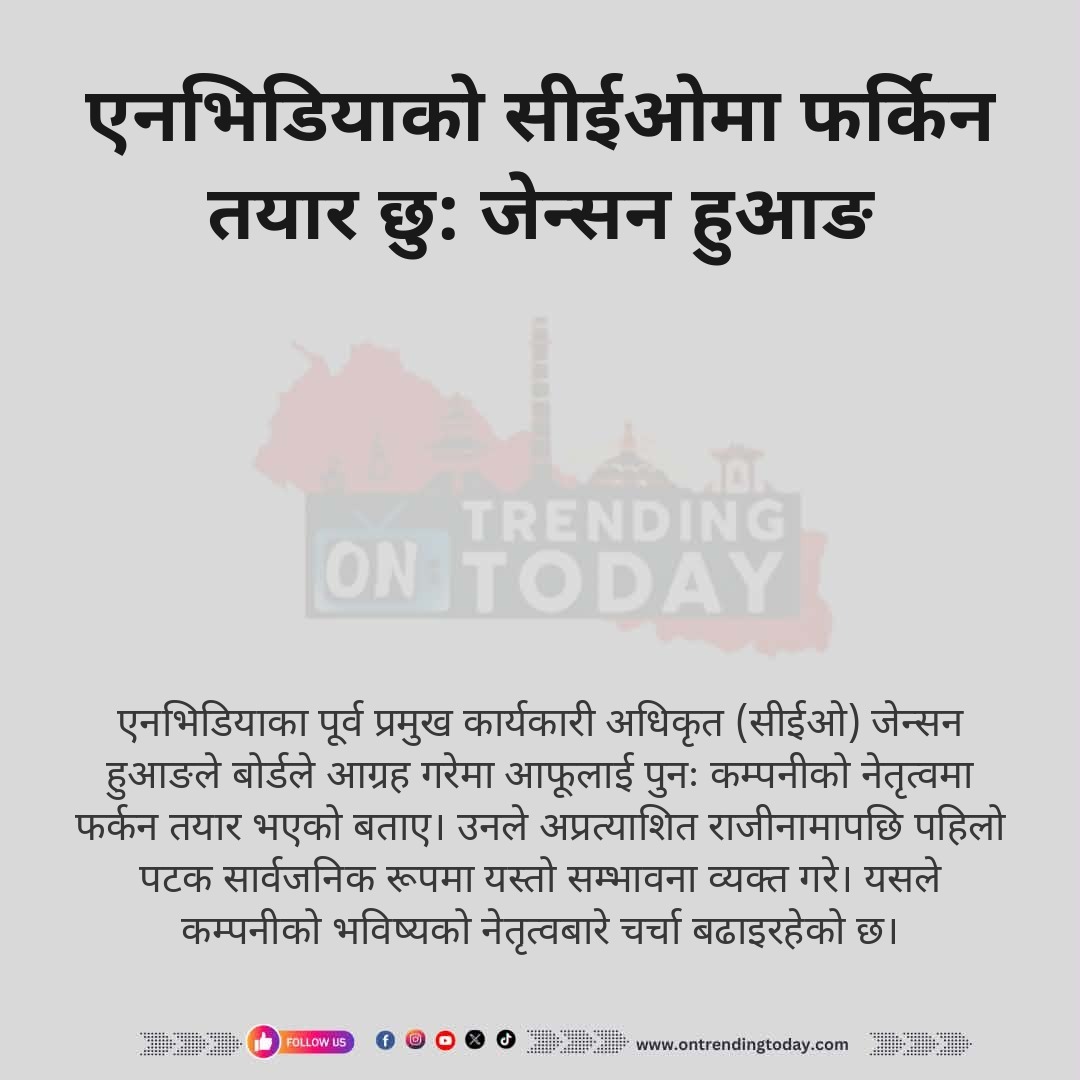 एनभिडियाको सीईओमा फर्किन
तयार छु: जेन्सन हुआङ
TRENDING
ON TODAY
एनभिडियाका पूर्व प्रमुख कार्यकारी अधिकृत (सीईओ) जेन्सन
हुआङले बोर्डले आग्रह गरेमा आफूलाई पुनः कम्पनीको नेतृत्वमा
फर्कन तयार भएको बताए। उनले अप्रत्याशित राजीनामापछि पहिलो
पटक सार्वजनिक रूपमा यस्तो सम्भावना व्यक्त गरे। यसले
कम्पनीको भविष्यको नेतृत्वबारे चर्चा बढाइरहेको छ।
FOLLOW US www.ontrendingtoday.com